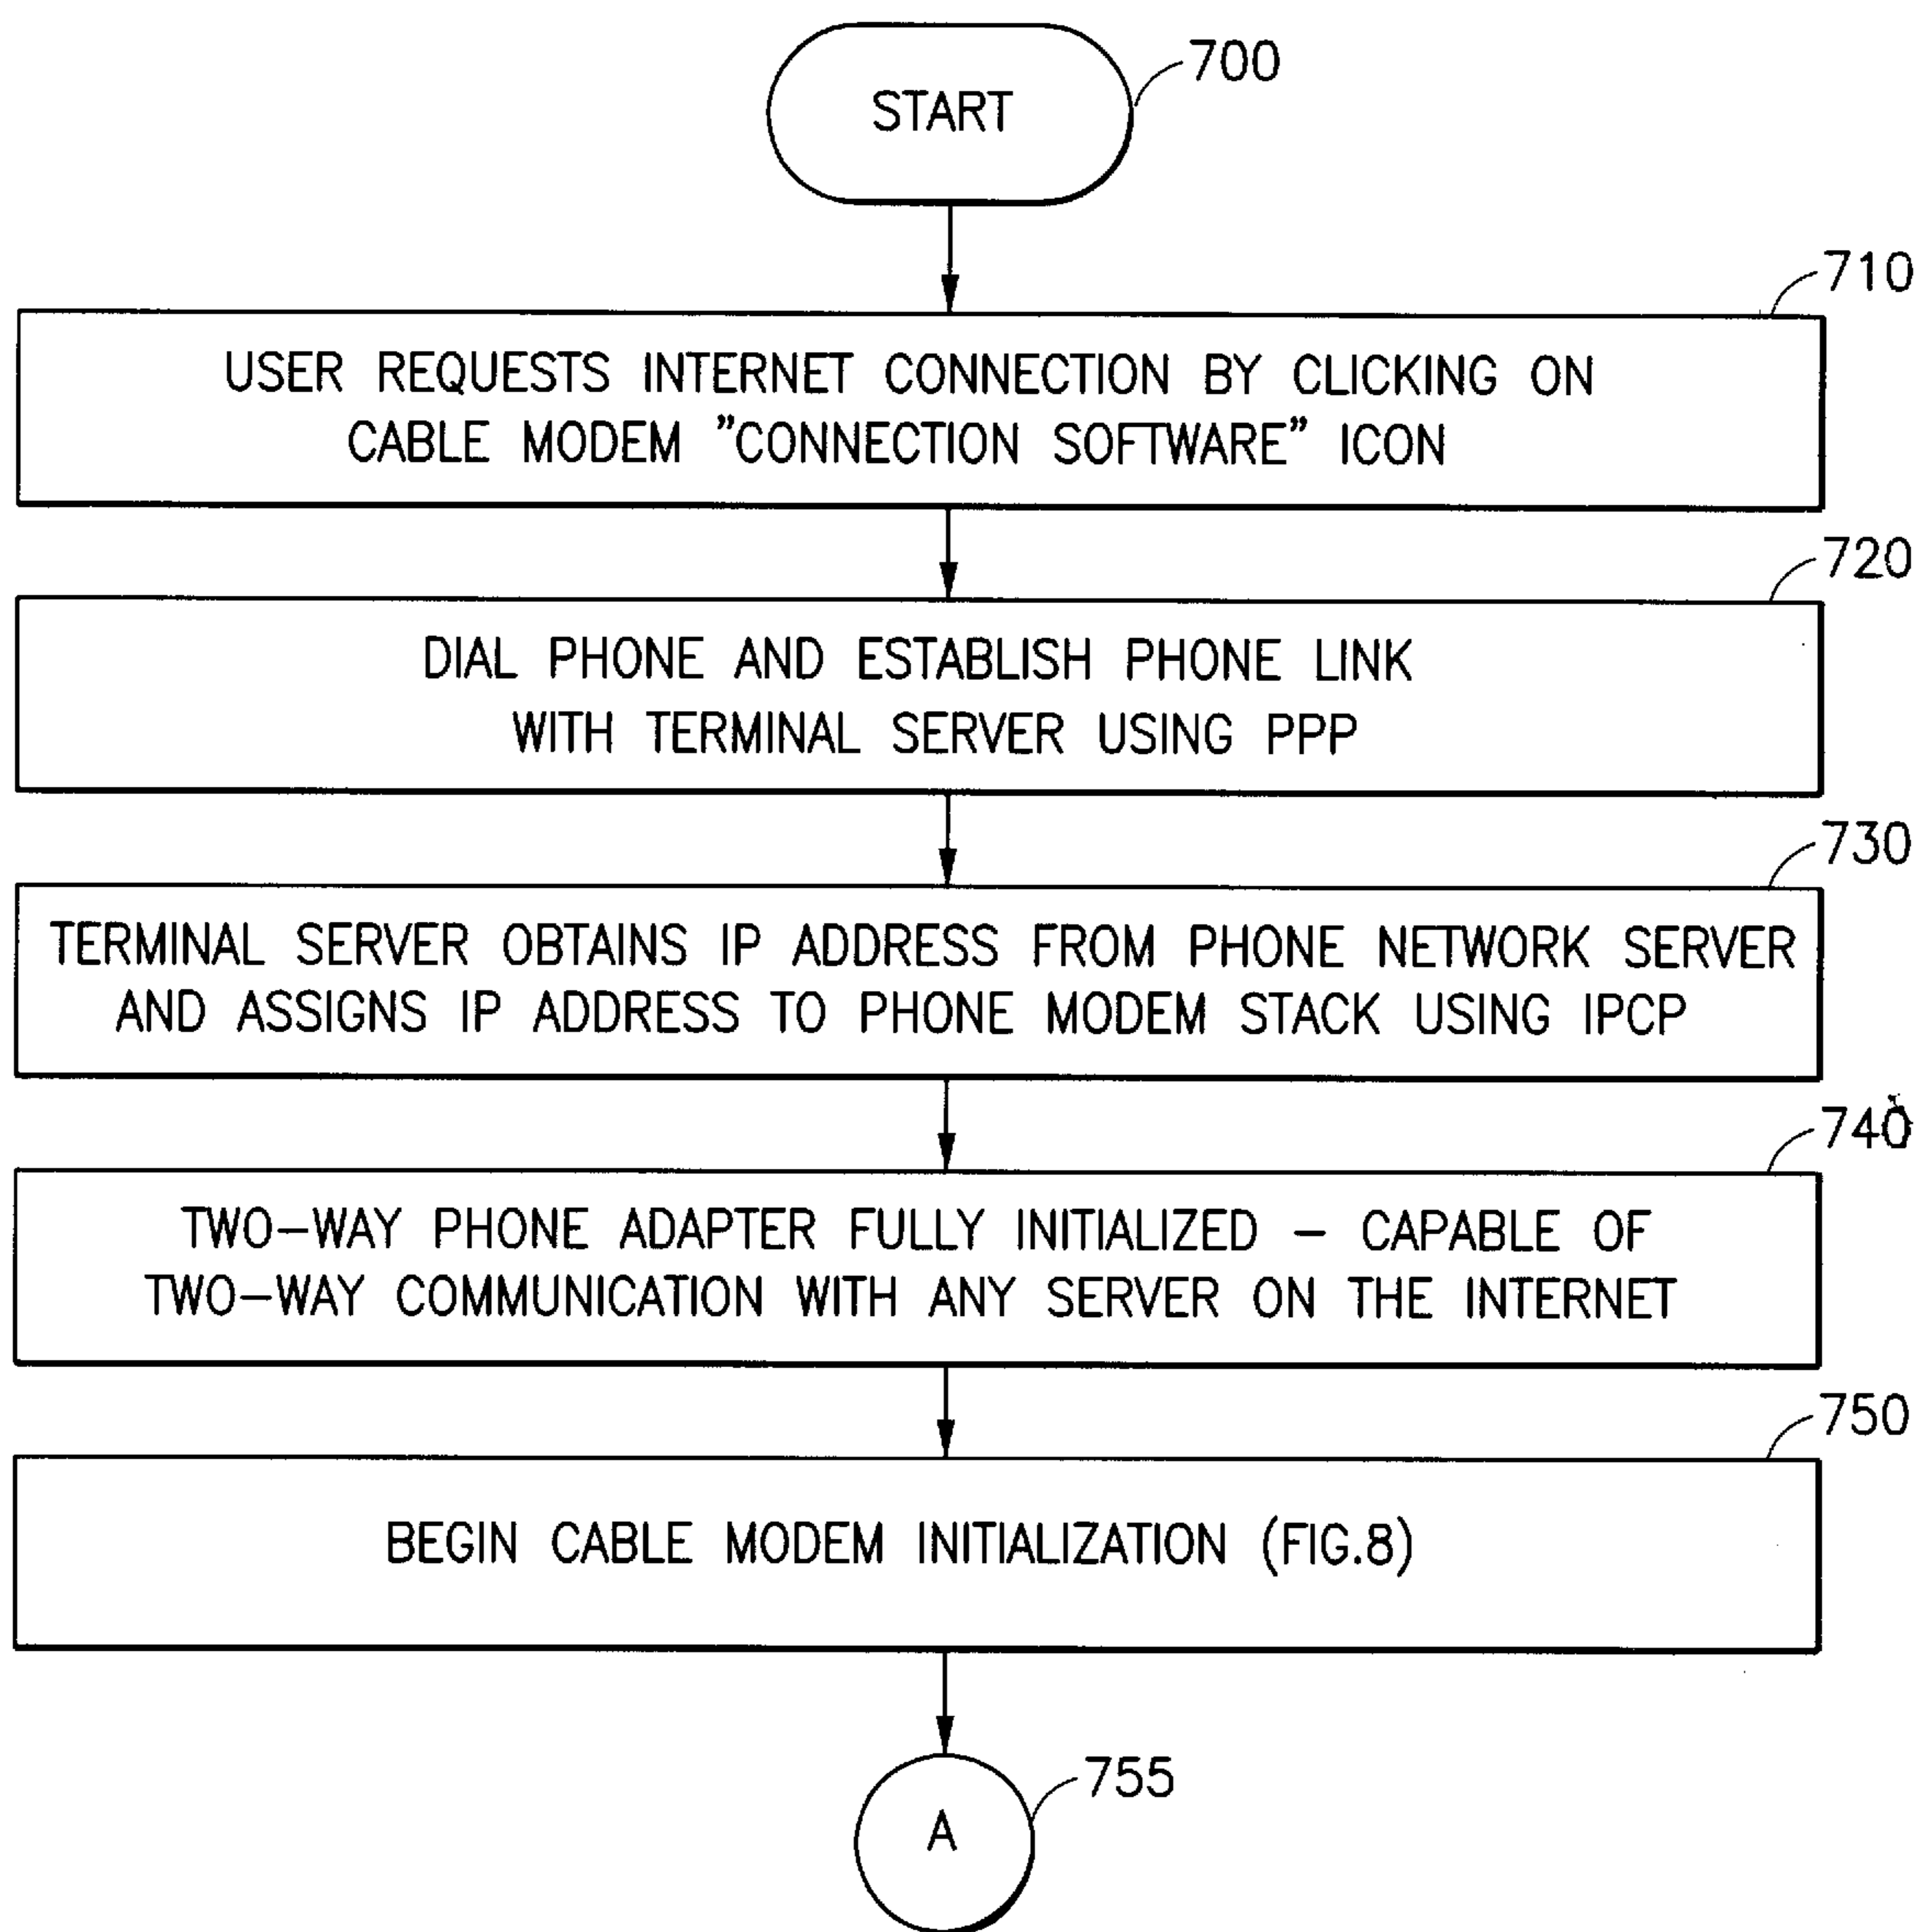 START
700
710
USER REQUESTS INTERNET CONNECTION BY CLICKING ON
CABLE MODEM "CONNECTION SOFTWARE" ICON
720
DIAL PHONE AND ESTABLISH PHONE LINK
WITH TERMINAL SERVER USING PPP
730
TERMINAL SERVER OBTAINS IP ADDRESS FROM PHONE NETWORK SERVER
AND ASSIGNS IP ADDRESS TO PHONE MODEM STACK USING IPCP
740
TWO-WAY PHONE ADAPTER FULLY INITIALIZED - CAPABLE OF
TWO-WAY COMMUNICATION WITH ANY SERVER ON THE INTERNET
750
BEGIN CABLE MODEM INITIALIZATION (FIG.8)
755
A